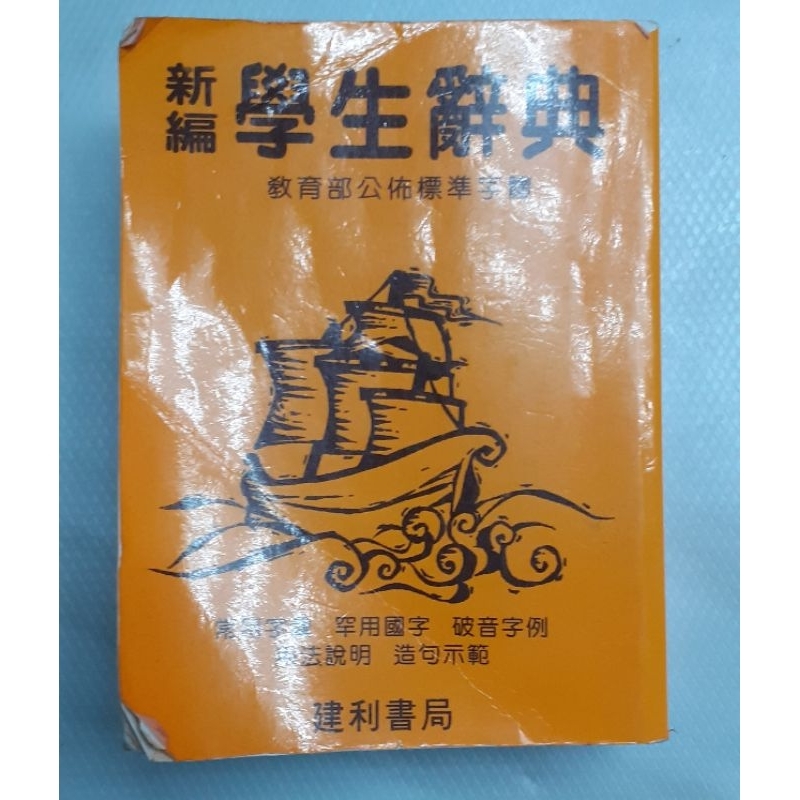 新編 學生辭典
教育部公佈標準字體
罕用國字 破音字例
說明 造句示範
建利書局